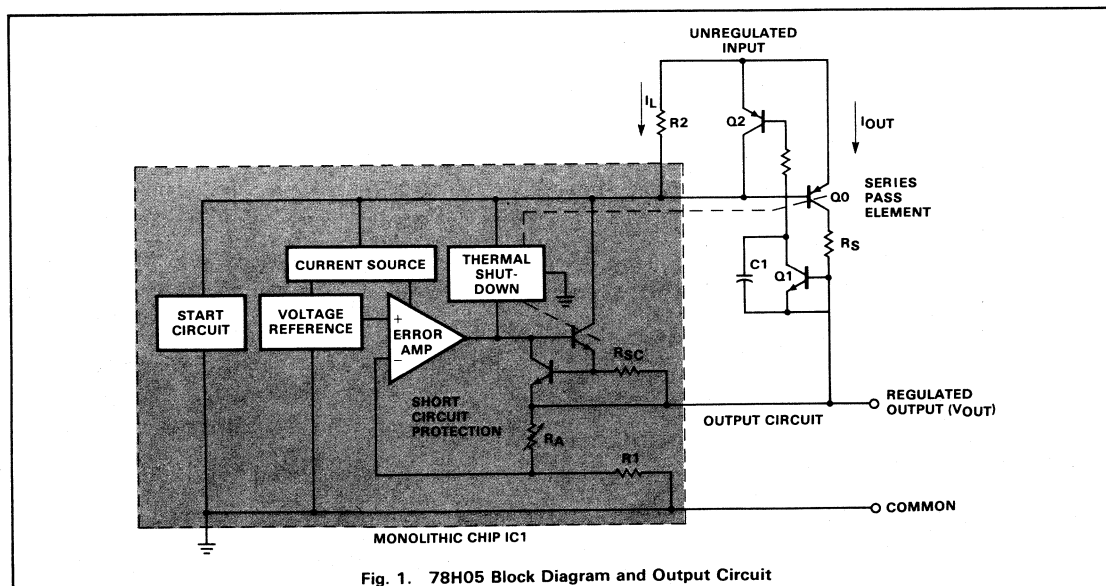 UNREGULATED
INPUT
IL
R2
Q2
IOUT
SERIES
PASS
ELEMENT
Q0
RS
C1
Q1
CURRENT SOURCE
THERMAL
SHUT-
DOWN
START
CIRCUIT
VOLTAGE
REFERENCE
+
ERROR
AMP
−
RSC
SHORT
CIRCUIT
PROTECTION
RA
R1
OUTPUT CIRCUIT
REGULATED
OUTPUT (VOUT)
COMMON
MONOLITHIC CHIP IC1
Fig. 1. 78H05 Block Diagram and Output Circuit